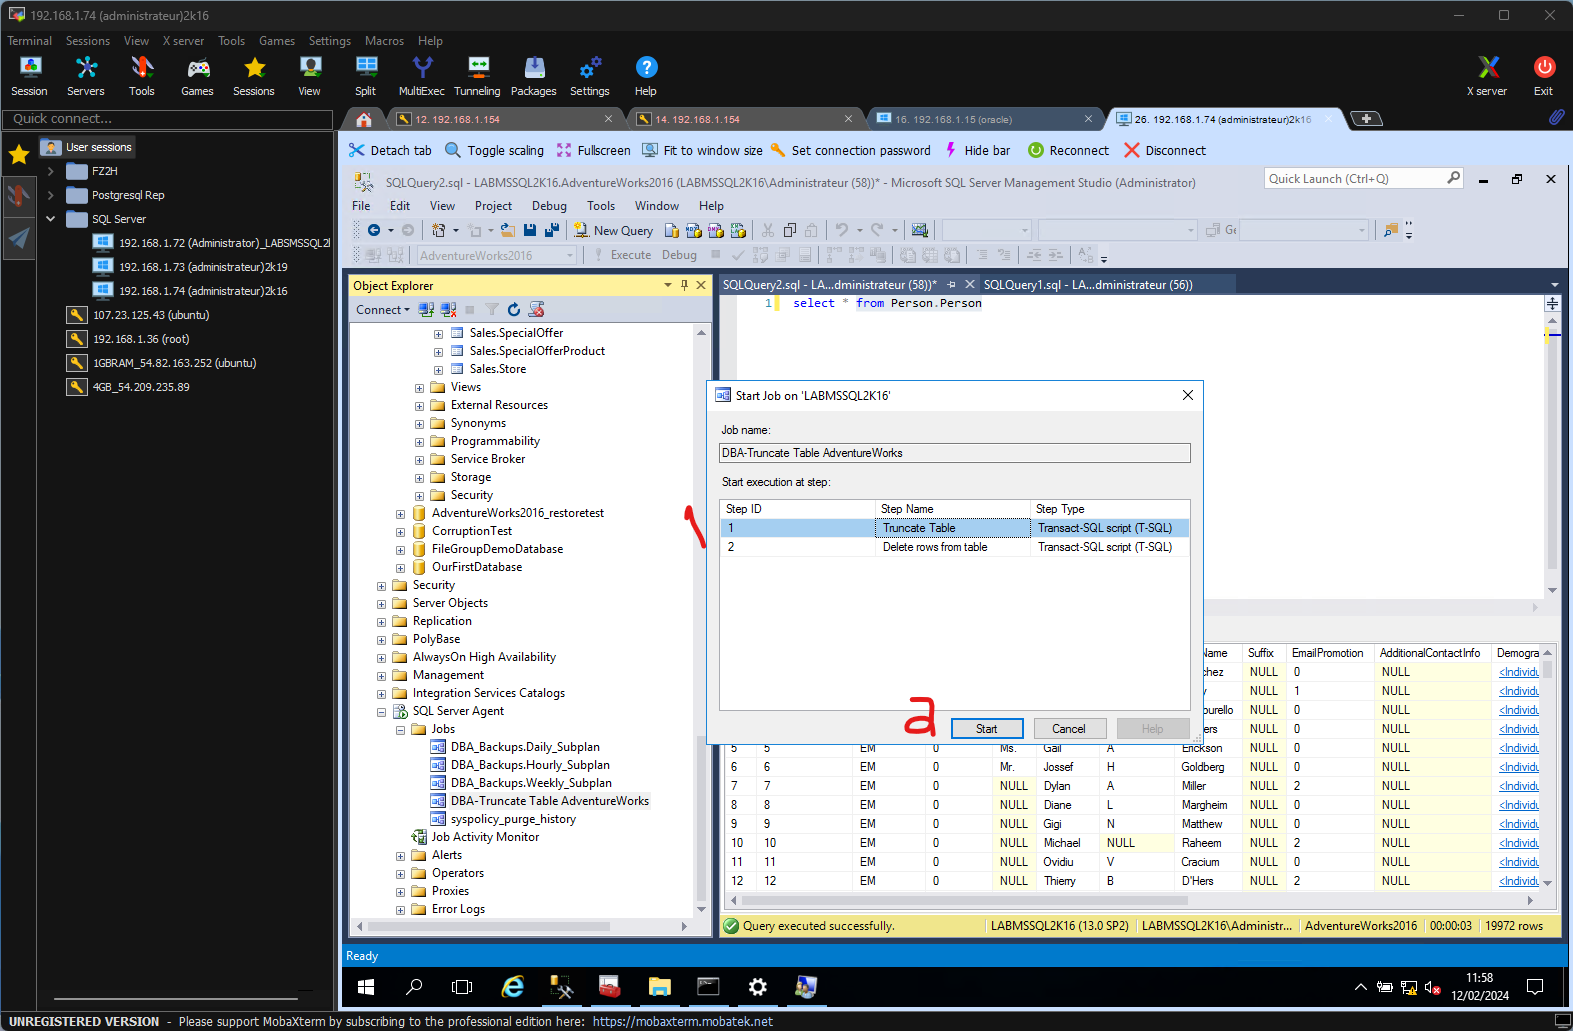 192.168.1.74 (administrateur)2k16
Terminal Sessions View X server Tools Games Settings Macros Help
Session Servers Tools Games Sessions View Split MultiExec Tunneling Packages Settings Help X server Exit
Quick connect...
12. 192.168.1.154
14. 192.168.1.154
16. 192.168.1.15 (oracle)
26. 192.168.1.74 (administrateur)2k16
Detach tab Toggle scaling Fullscreen Fit to window size Set connection password Hide bar Reconnect Disconnect
User sessions
FZ2H
Postgresql Rep
SQL Server
192.168.1.72 (Administrator)_LABSMSSQL2
192.168.1.73 (administrateur)2k19
192.168.1.74 (administrateur)2k16
107.23.125.43 (ubuntu)
192.168.1.36 (root)
1GBRAM_54.82.163.252 (ubuntu)
4GB_54.209.235.89
SQLQuery2.sql - LABMSSQL2K16.AdventureWorks2016 (LABMSSQL2K16\Administrateur (58))* - Microsoft SQL Server Management Studio (Administrator)
Quick Launch (Ctrl+Q)
File Edit View Project Debug Tools Window Help
New Query
MDX DMX XMLA
Ge
AdventureWorks2016
Execute Debug
Object Explorer
Connect
Sales.SpecialOffer
Sales.SpecialOfferProduct
Sales.Store
Views
External Resources
Synonyms
Programmability
Service Broker
Storage
Security
AdventureWorks2016_restoretest
CorruptionTest
FileGroupDemoDatabase
OurFirstDatabase
Security
Server Objects
Replication
PolyBase
AlwaysOn High Availability
Management
Integration Services Catalogs
SQL Server Agent
Jobs
DBA_Backups.Daily_Subplan
DBA_Backups.Hourly_Subplan
DBA_Backups.Weekly_Subplan
DBA-Truncate Table AdventureWorks
syspolicy_purge_history
Job Activity Monitor
Alerts
Operators
Proxies
Error Logs
SQLQuery2.sql - LA...dministrateur (58))*
SQLQuery1.sql - LA...dministrateur (56))
1 select * from Person.Person
Start Job on 'LABMSSQL2K16'
Job name:
DBA-Truncate Table AdventureWorks
Start execution at step:
Step ID Step Name Step Type
1 Truncate Table Transact-SQL script (T-SQL)
2 Delete rows from table Transact-SQL script (T-SQL)
1
2
Start Cancel Help
Name Suffix EmailPromotion AdditionalContactInfo Demogra
chez NULL 0 NULL <Individu
y NULL 1 NULL <Individu
ourello NULL 0 NULL <Individu
ers NULL 0 NULL <Individu
5 5 EM 0 Ms. Gail A Erickson NULL 0 NULL <Individu
6 6 EM 0 Mr. Jossef H Goldberg NULL 0 NULL <Individu
7 7 EM 0 NULL Dylan A Miller NULL 2 NULL <Individu
8 8 EM 0 NULL Diane L Margheim NULL 0 NULL <Individu
9 9 EM 0 NULL Gigi N Matthew NULL 0 NULL <Individu
10 10 EM 0 NULL Michael NULL Raheem NULL 2 NULL <Individu
11 11 EM 0 NULL Ovidiu V Cracium NULL 0 NULL <Individu
12 12 EM 0 NULL Thierry B D'Hers NULL 2 NULL <Individu
Query executed successfully. LABMSSQL2K16 (13.0 SP2) LABMSSQL2K16\Administr... AdventureWorks2016 00:00:03 19972 rows
Ready
11:58
12/02/2024
UNREGISTERED VERSION - Please support MobaXterm by subscribing to the professional edition here: https://mobaxterm.mobatek.net